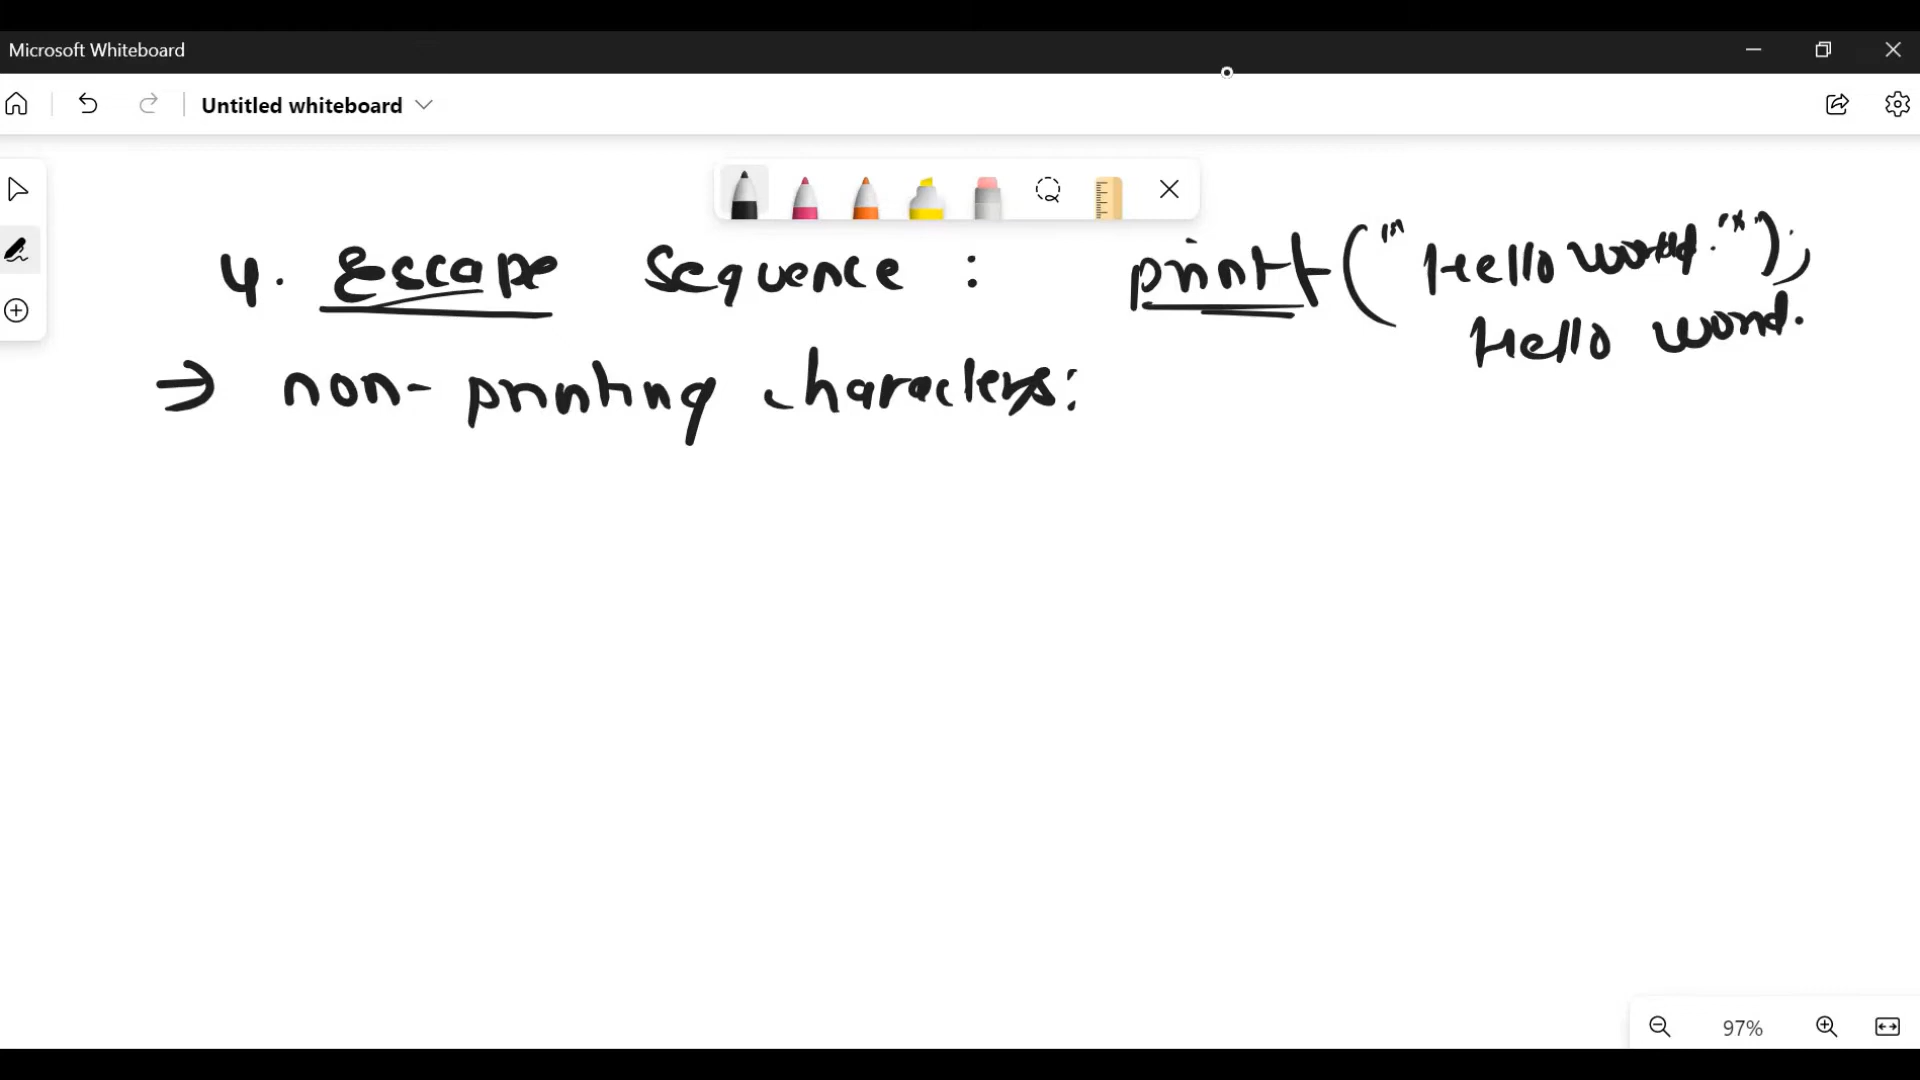 Microsoft Whiteboard
Untitled whiteboard
4. Escape Sequence : printf("Hello world.");
Hello world.
⇒ non-printing characters:
97%